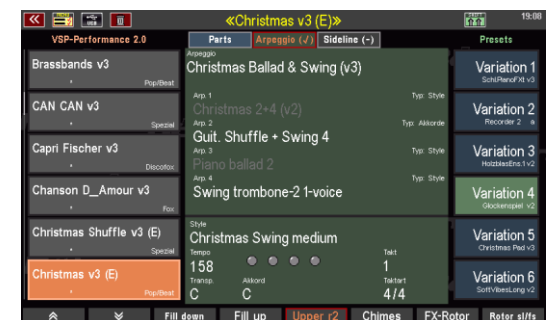 «Christmas v3 (E)»
19:08
VSP-Performance 2.0
Parts
Arpeggio (√)
Sideline (-)
Presets
Brassbands v3
Pop/Beat
CAN CAN v3
Spezial
Capri Fischer v3
Discofox
Chanson D_Amour v3
Fox
Christmas Shuffle v3 (E)
Spezial
Christmas v3 (E)
Pop/Beat
Arpeggio
Christmas Ballad & Swing (v3)
Arp. 1
Typ: Style
Christmas 2+4 (v2)
Arp. 2
Typ: Akkorde
Guit. Shuffle + Swing 4
Arp. 3
Typ: Style
Piano ballad 2
Arp. 4
Typ: Style
Swing trombone-2 1-voice
Style
Christmas Swing medium
Tempo
Takt
158
1
Transp.
Akkord
Taktart
C
C
4/4
Variation 1
SchlPianoFXt v3
Variation 2
Recorder 2 a
Variation 3
HolzblasEns.1 v2
Variation 4
Glockenspiel v2
Variation 5
Christmas Pad v3
Variation 6
SoftVibesLong v2
Fill down
Fill up
Upper r2
Chimes
FX-Rotor
Rotor sl/fs